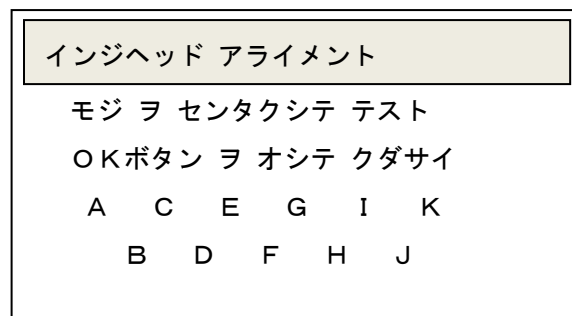 インジヘッド アライメント
モジ ヲ センタクシテ テスト
OKボタン ヲ オシテ クダサイ
A C E G I K
B D F H J